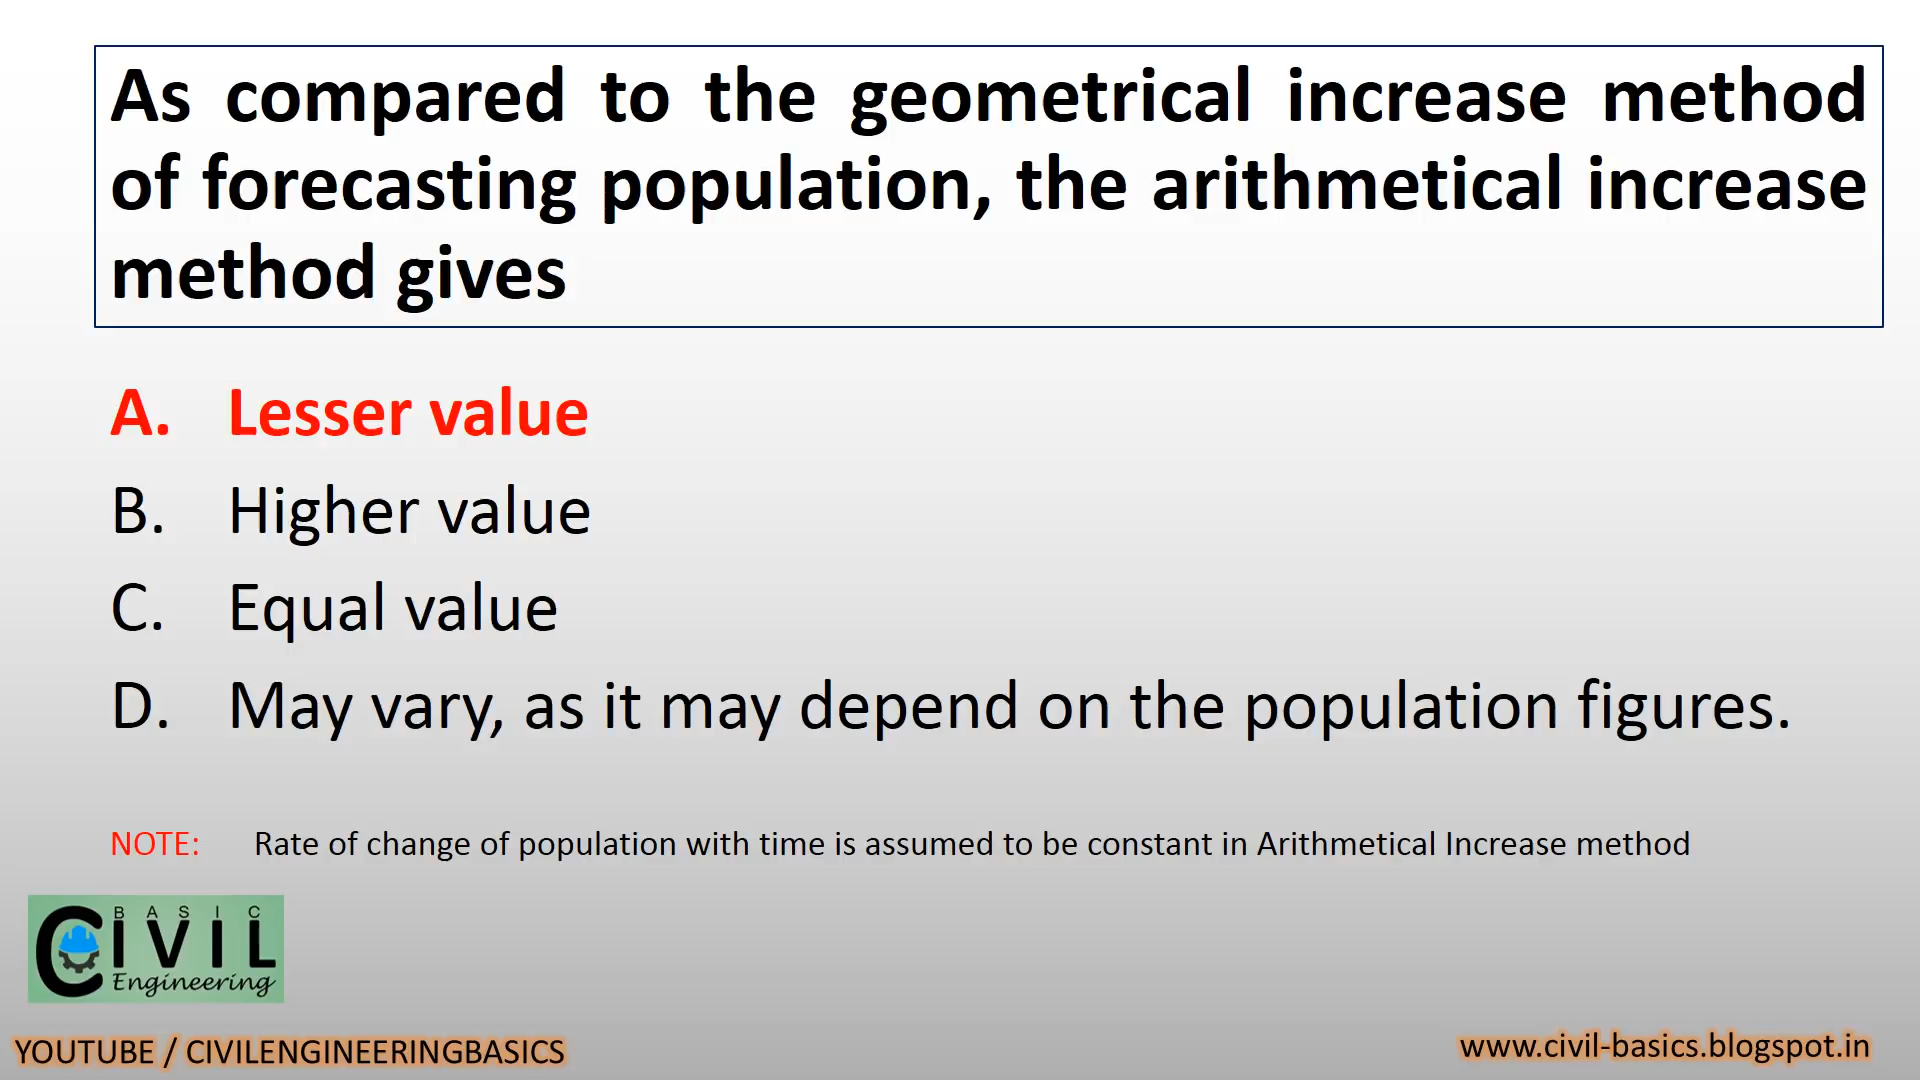 As compared to the geometrical increase method
of forecasting population, the arithmetical increase
method gives
A. Lesser value
B. Higher value
C. Equal value
D. May vary, as it may depend on the population figures.
NOTE: Rate of change of population with time is assumed to be constant in Arithmetical Increase method
BASIC
CIVIL
Engineering
YOUTUBE / CIVILENGINEERINGBASICS
www.civil-basics.blogspot.in